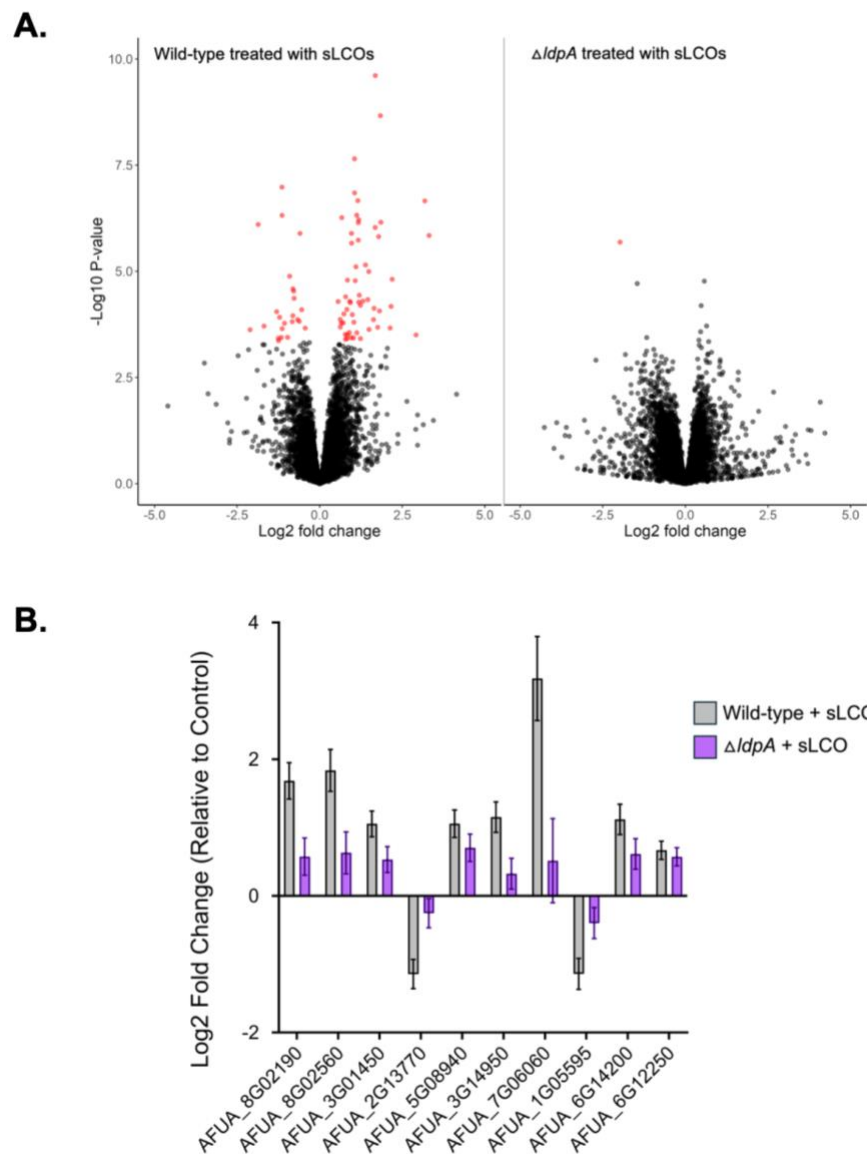 A.
Wild-type treated with sLCOs
ΔldpA treated with sLCOs
10.0
7.5
5.0
2.5
0.0
-Log10 P-value
-5.0 -2.5 0.0 2.5 5.0
-5.0 -2.5 0.0 2.5 5.0
Log2 fold change
Log2 fold change
B.
Log2 Fold Change (Relative to Control)
4
2
0
-2
Wild-type + sLCO
ΔldpA + sLCO
AFUA_8G02190
AFUA_8G02560
AFUA_3G01450
AFUA_2G13770
AFUA_5G08940
AFUA_3G14950
AFUA_7G06060
AFUA_1G05595
AFUA_6G14200
AFUA_6G12250